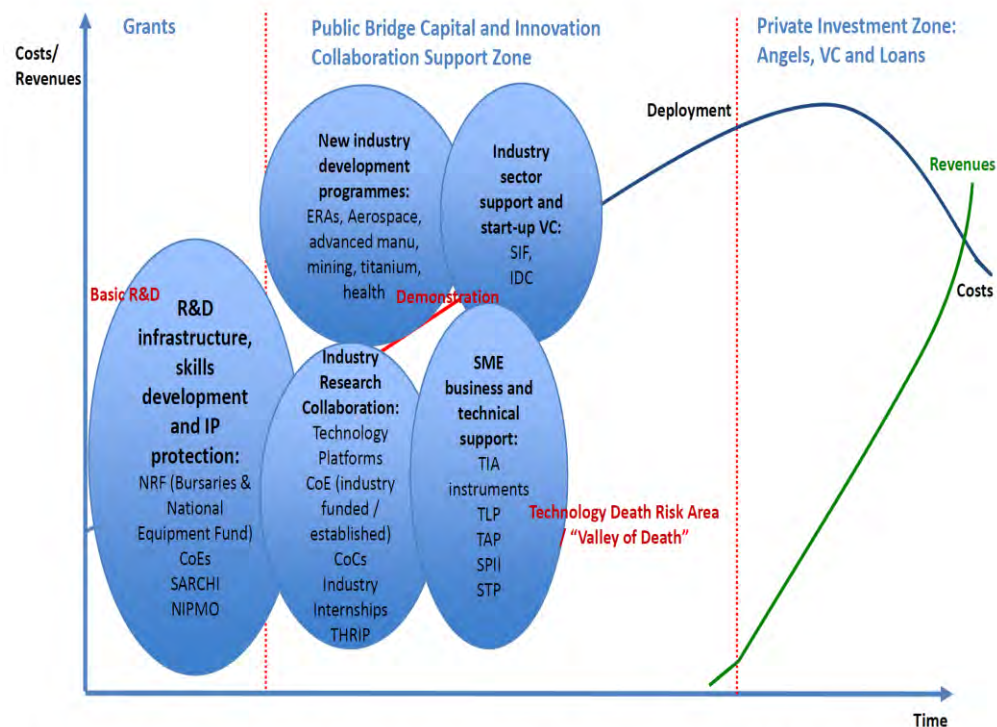 Grants
Public Bridge Capital and Innovation
Collaboration Support Zone
Private Investment Zone:
Angels, VC and Loans
Costs/
Revenues
Deployment
Revenues
Costs
New industry
development
programmes:
ERAs, Aerospace,
advanced manu,
mining, titanium,
health
Industry
sector
support and
start-up VC:
SIF,
IDC
Basic R&D
Demonstration
R&D
infrastructure,
skills
development
and IP
protection:
NRF (Bursaries &
National
Equipment Fund)
CoEs
SARCHI
NIPMO
Industry
Research
Collaboration:
Technology
Platforms
CoE (industry
funded /
established)
CoCs
Industry
Internships
THRIP
SME
business and
technical
support:
TIA
instruments
TLP
TAP
SPII
STP
Technology Death Risk Area
/ “Valley of Death”
Time